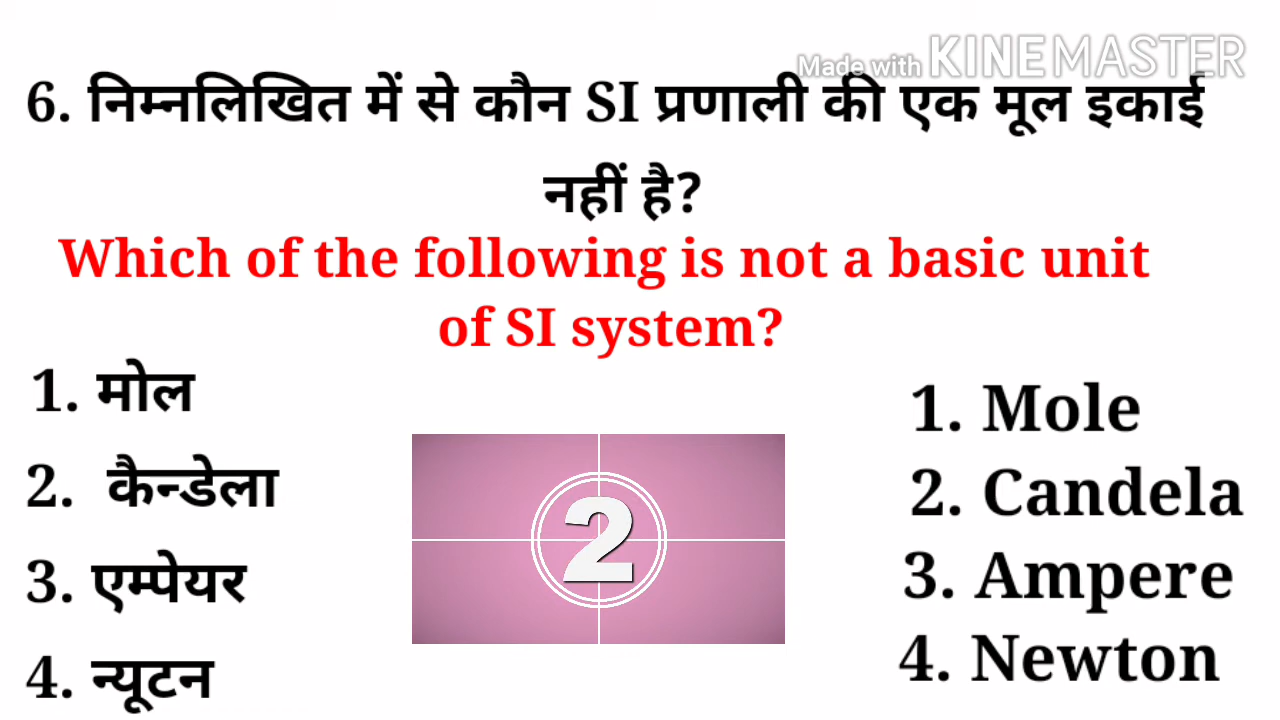 Made with KINEMASTER
6. निम्नलिखित में से कौन SI प्रणाली की एक मूल इकाई
नहीं है?
Which of the following is not a basic unit
of SI system?
1. मोल
2. कैन्डेला
3. एम्पेयर
4. न्यूटन
2
1. Mole
2. Candela
3. Ampere
4. Newton